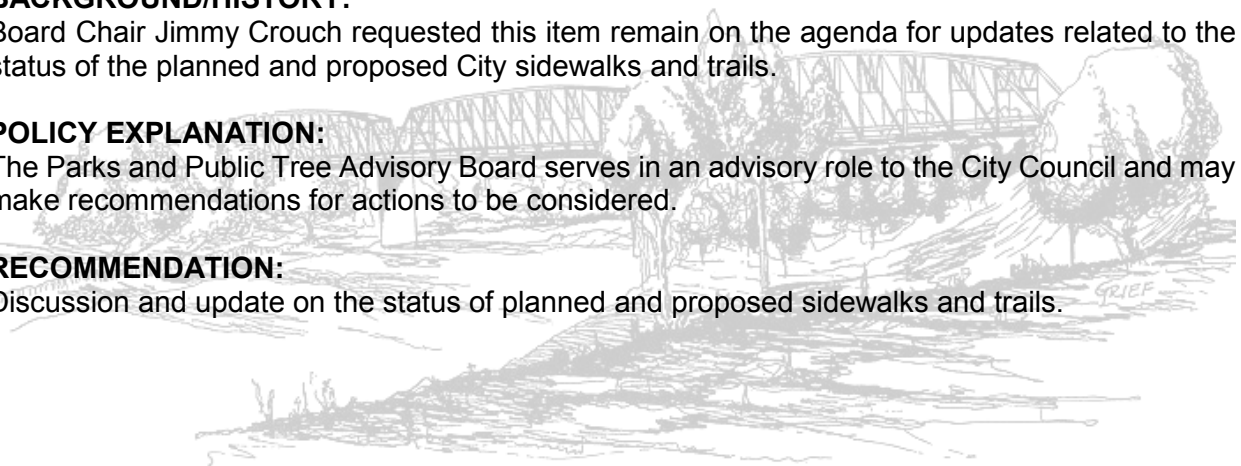 BACKGROUND/HISTORY:
Board Chair Jimmy Crouch requested this item remain on the agenda for updates related to the
status of the planned and proposed City sidewalks and trails.
POLICY EXPLANATION:
The Parks and Public Tree Advisory Board serves in an advisory role to the City Council and may
make recommendations for actions to be considered.
RECOMMENDATION:
Discussion and update on the status of planned and proposed sidewalks and trails.
GRIEF